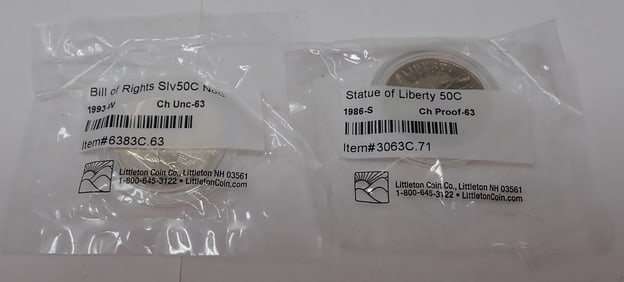 Bill of Rights Slv50C
1993-W Ch Unc-63
Item#6383C.63
Littleton Coin Co., Littleton NH 03561
1-800-645-3122 • LittletonCoin.com
Statue of Liberty 50C
1986-S Ch Proof-63
Item#3063C.71
Littleton Coin Co., Littleton NH 03561
1-800-645-3122 • LittletonCoin.com